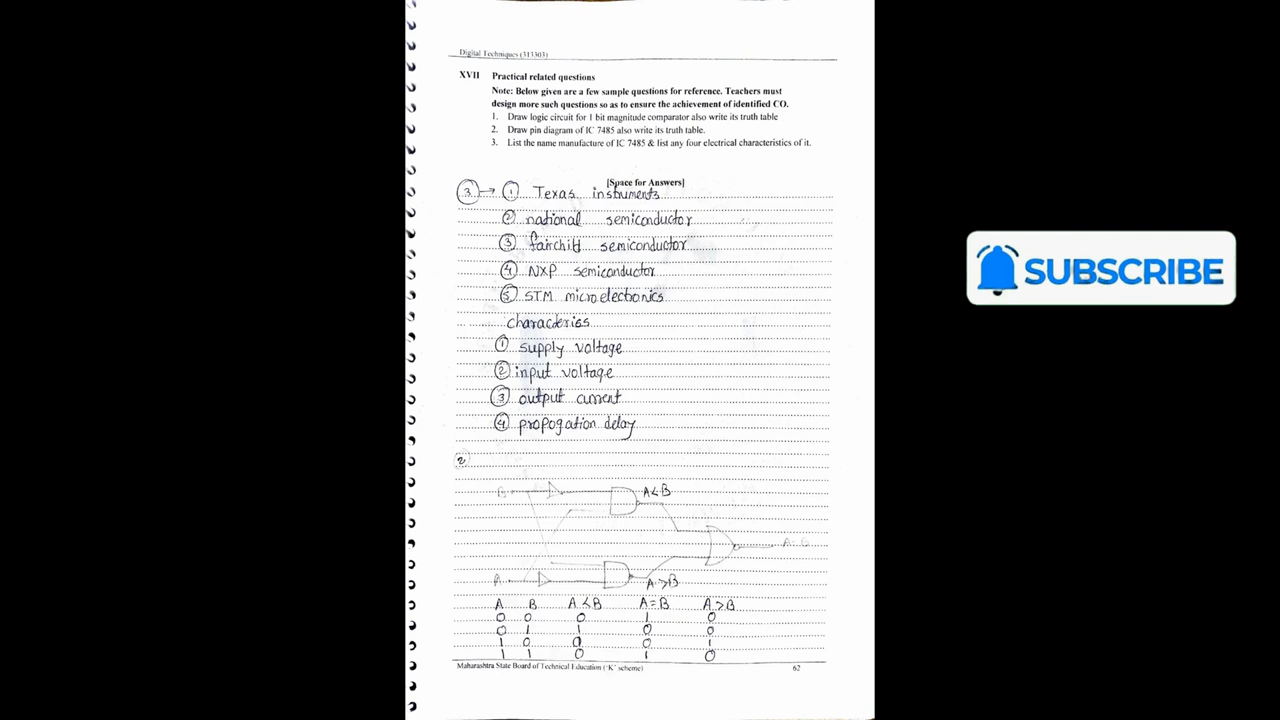 Digital Techniques (313303)
XVII Practical related questions
Note: Below given are a few sample questions for reference. Teachers must
design more such questions so as to ensure the achievement of identified CO.
1. Draw logic circuit for 1 bit magnitude comparator also write its truth table
2. Draw pin diagram of IC 7485 also write its truth table.
3. List the name manufacture of IC 7485 & list any four electrical characteristics of it.
[Space for Answers]
3 → 1 Texas instruments
2 national semiconductor
3 fairchild semiconductor
4 NXP semiconductor
5 STM microelectronics
characteriss
1 supply voltage
2 input voltage
3 output current
4 propogation delay
2
B A<B
A=B
A A>B
A B A<B A=B A>B
0 0 0 1 0
0 1 1 0 0
1 0 0 0 1
1 1 0 1 0
Maharashtra State Board of Technical Education ('K' scheme) 62
SUBSCRIBE